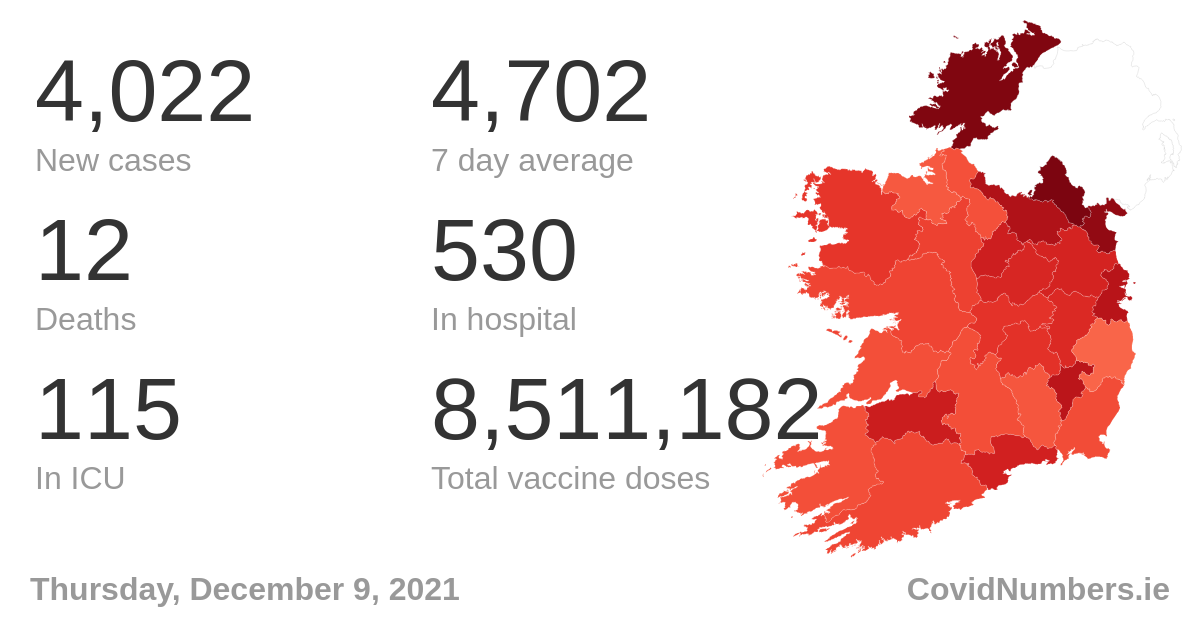 4,022
4,702
New cases
7 day average
12
530
Deaths
In hospital
115
8,511,182
In ICU
Total vaccine doses
Thursday, December 9, 2021
CovidNumbers.ie